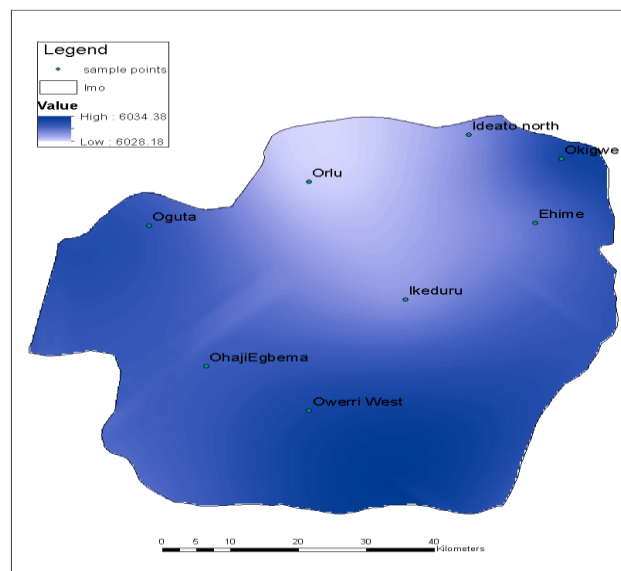 Legend
sample points
Imo
Value
High : 6034.38
Low : 6028.18
Ideato north
Okigwe
Orlu
Oguta
Ehime
Ikeduru
OhajiEgbema
Owerri West
0 10 20 30 40
Kilometers